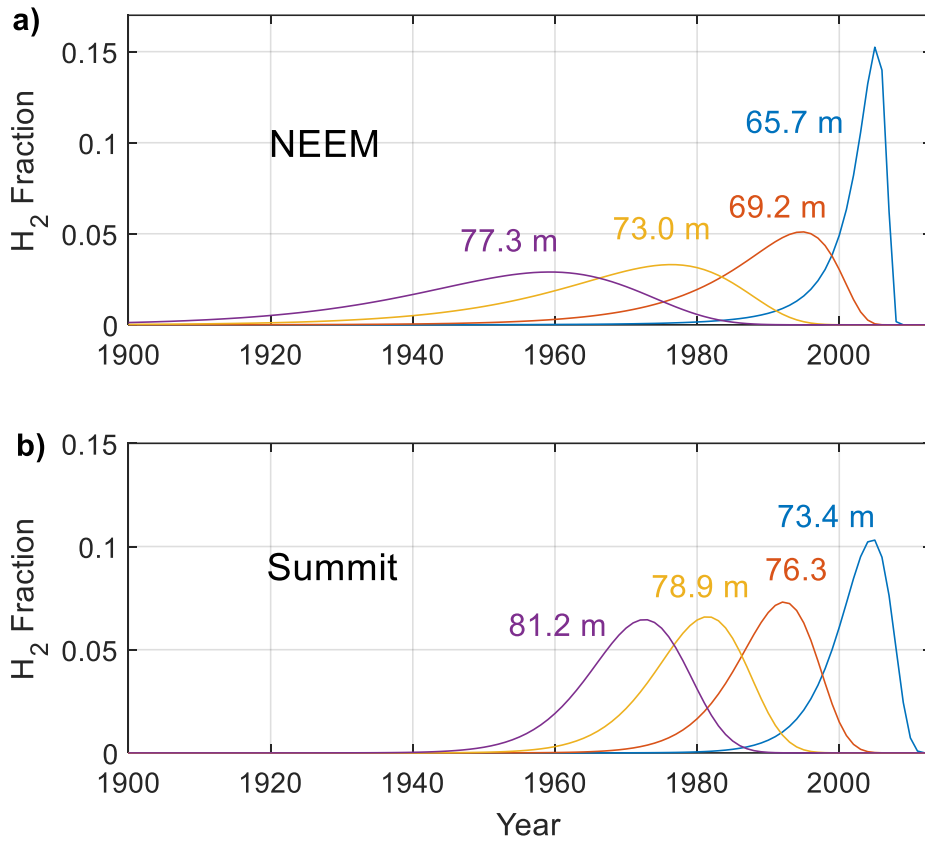 a)
0.15
0.1
0.05
0
H2 Fraction
NEEM
65.7 m
69.2 m
73.0 m
77.3 m
1900 1920 1940 1960 1980 2000
b)
0.15
0.1
0.05
0
H2 Fraction
Summit
73.4 m
76.3
78.9 m
81.2 m
1900 1920 1940 1960 1980 2000
Year